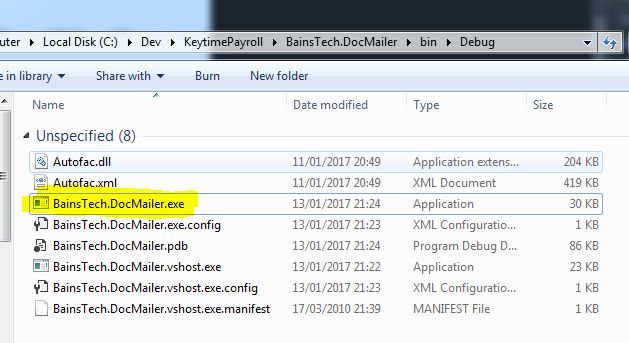 uter ▸ Local Disk (C:) ▸ Dev ▸ KeytimePayroll ▸ BainsTech.DocMailer ▸ bin ▸ Debug ▸
e in library Share with Burn New folder
Name Date modified Type Size
Unspecified (8)
Autofac.dll 11/01/2017 20:49 Application extens... 204 KB
Autofac.xml 11/01/2017 20:49 XML Document 419 KB
BainsTech.DocMailer.exe 13/01/2017 21:24 Application 30 KB
BainsTech.DocMailer.exe.config 13/01/2017 21:23 XML Configuratio... 1 KB
BainsTech.DocMailer.pdb 13/01/2017 21:24 Program Debug D... 86 KB
BainsTech.DocMailer.vshost.exe 13/01/2017 21:22 Application 23 KB
BainsTech.DocMailer.vshost.exe.config 13/01/2017 21:23 XML Configuratio... 1 KB
BainsTech.DocMailer.vshost.exe.manifest 17/03/2010 21:39 MANIFEST File 1 KB